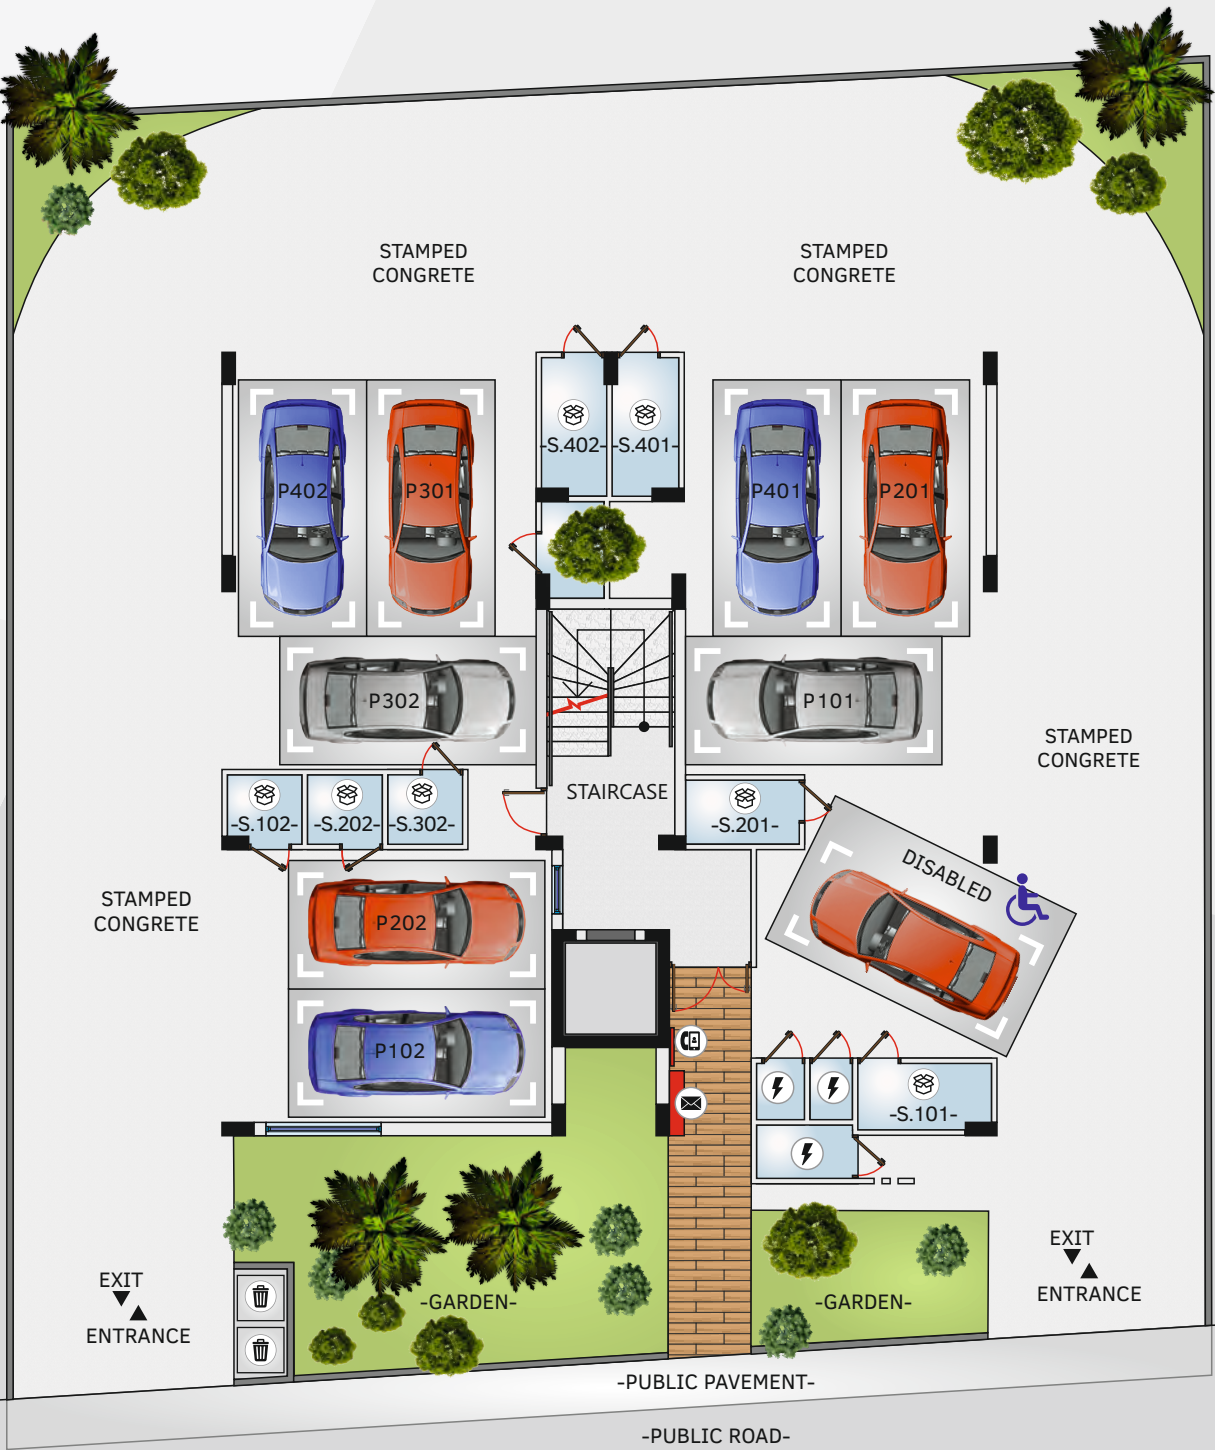 STAMPED
CONGRETE
STAMPED
CONGRETE
-S.402-
-S.401-
P402
P301
P401
P201
P302
P101
STAMPED
CONGRETE
STAIRCASE
-S.102-
-S.202-
-S.302-
-S.201-
DISABLED
STAMPED
CONGRETE
P202
P102
-S.101-
EXIT
ENTRANCE
-GARDEN-
-GARDEN-
EXIT
ENTRANCE
-PUBLIC PAVEMENT-
-PUBLIC ROAD-